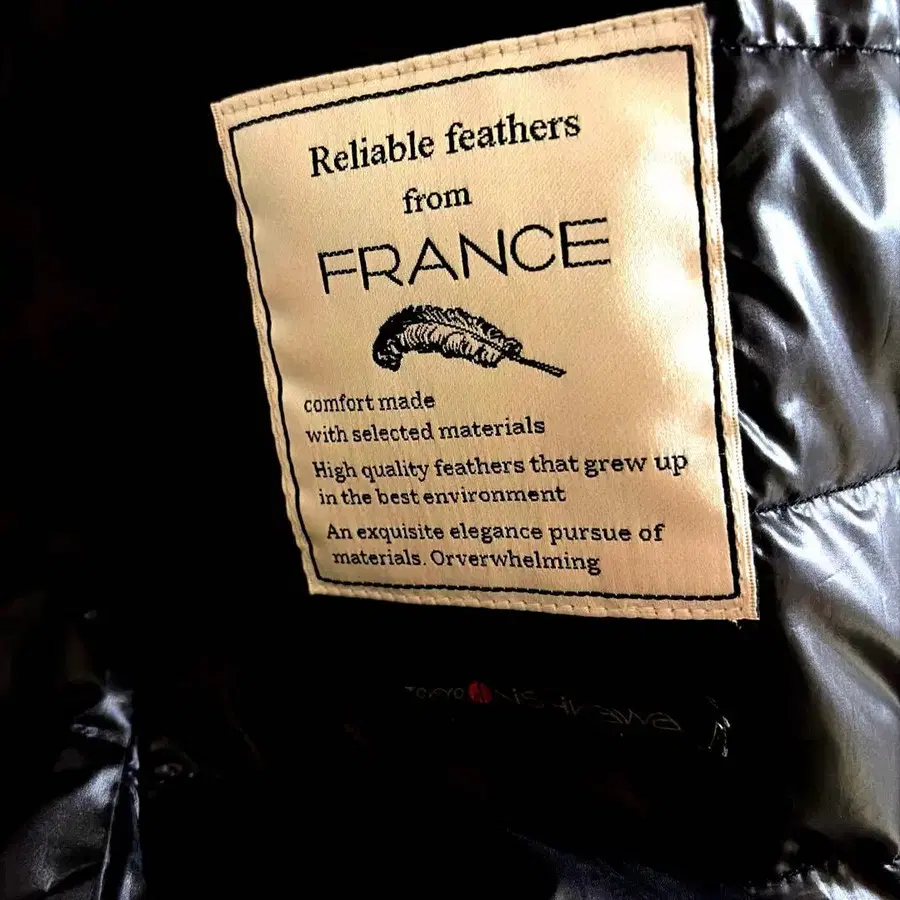 Reliable feathers
from
FRANCE
comfort made
with selected materials
High quality feathers that grew up
in the best environment
An exquisite elegance pursue of
materials. Orverwhelming